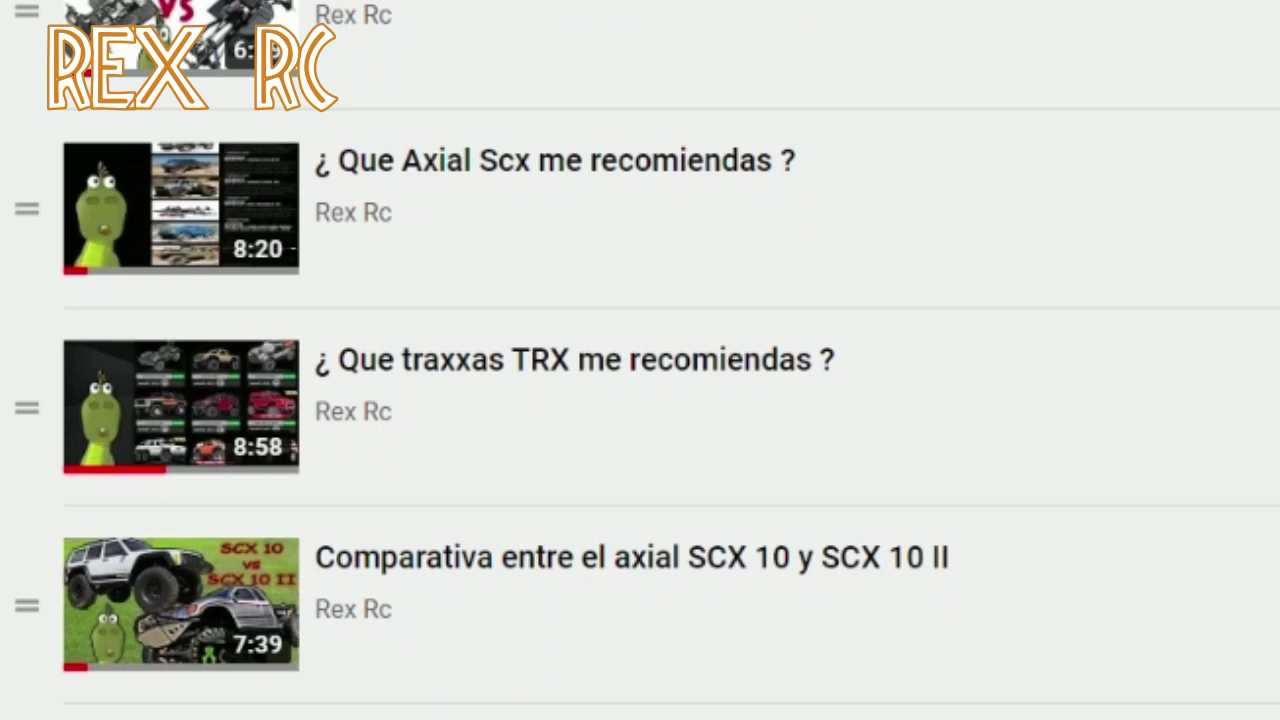 VS
Rex Rc
REX RC
¿ Que Axial Scx me recomiendas ?
Rex Rc
8:20
¿ Que traxxas TRX me recomiendas ?
Rex Rc
8:58
SCX 10
VS
SCX 10 II
Comparativa entre el axial SCX 10 y SCX 10 II
Rex Rc
7:39